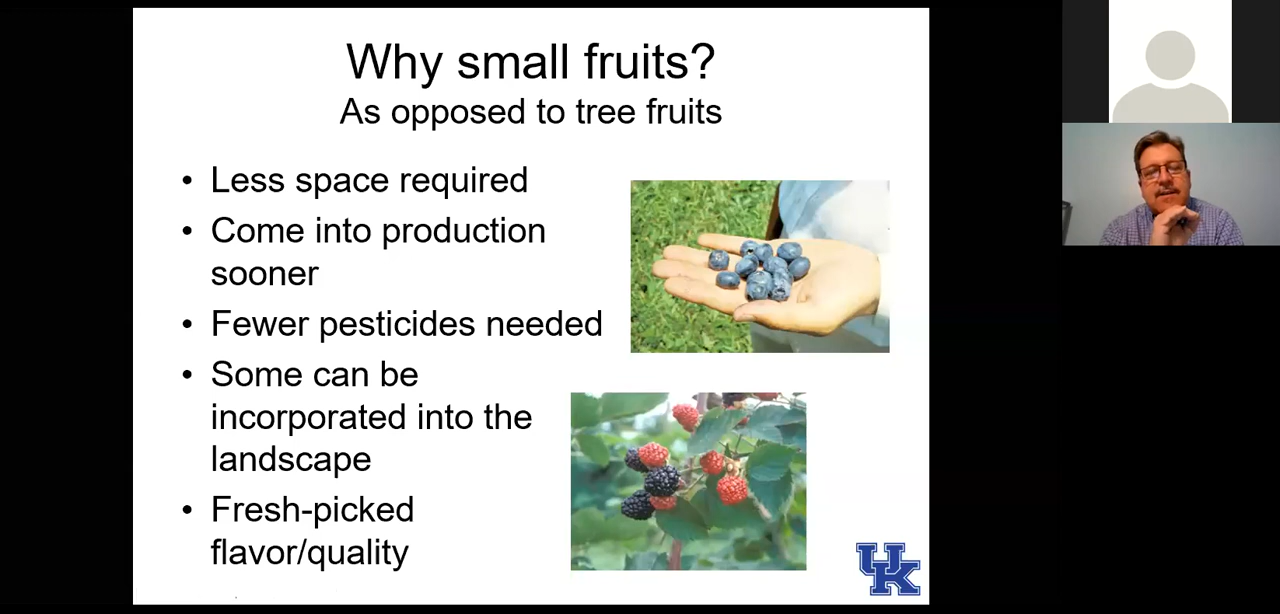 Why small fruits?
As opposed to tree fruits
• Less space required
• Come into production
sooner
• Fewer pesticides needed
• Some can be
incorporated into the
landscape
• Fresh-picked
flavor/quality
UK